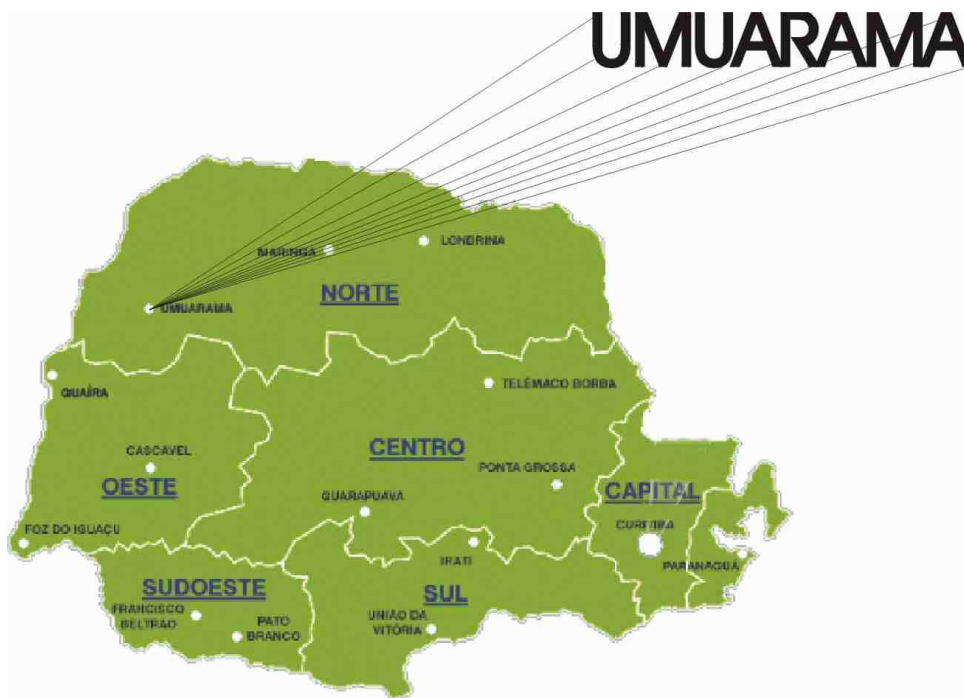 UMUARAMA
LONDRINA
MARINGA
NORTE
UMUARAMA
TELÊMACO BORBA
GUAÍRA
CENTRO
CASCAVEL
PONTA GROSSA
OESTE
CAPITAL
GUARAPUAVA
CURITIBA
FOZ DO IGUAÇU
IRATI
PARANAGUÁ
SUDOESTE
SUL
FRANCISCO
BELTRÃO
PATO
BRANCO
UNIÃO DA
VITÓRIA